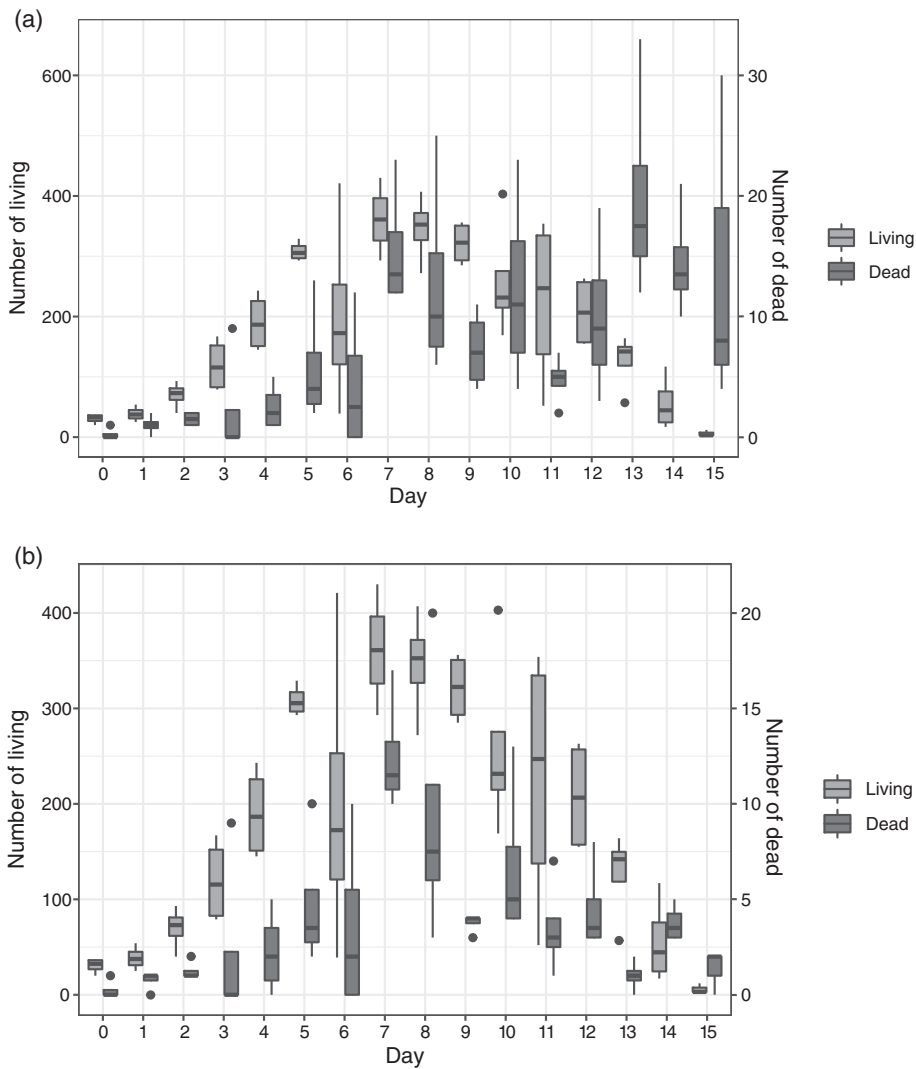 (a)
600
400
200
0
Number of living
30
20
10
0
Number of dead
Living
Dead
0 1 2 3 4 5 6 7 8 9 10 11 12 13 14 15
Day
(b)
400
300
200
100
0
Number of living
20
15
10
5
0
Number of dead
Living
Dead
0 1 2 3 4 5 6 7 8 9 10 11 12 13 14 15
Day